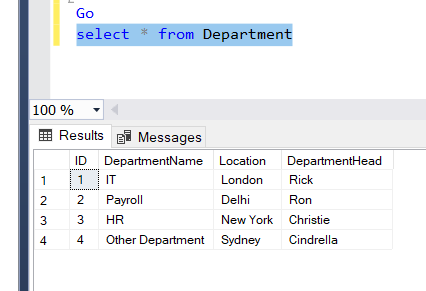 Go
select * from Department
100 %
Results Messages
ID DepartmentName Location DepartmentHead
1 1 IT London Rick
2 2 Payroll Delhi Ron
3 3 HR New York Christie
4 4 Other Department Sydney Cindrella